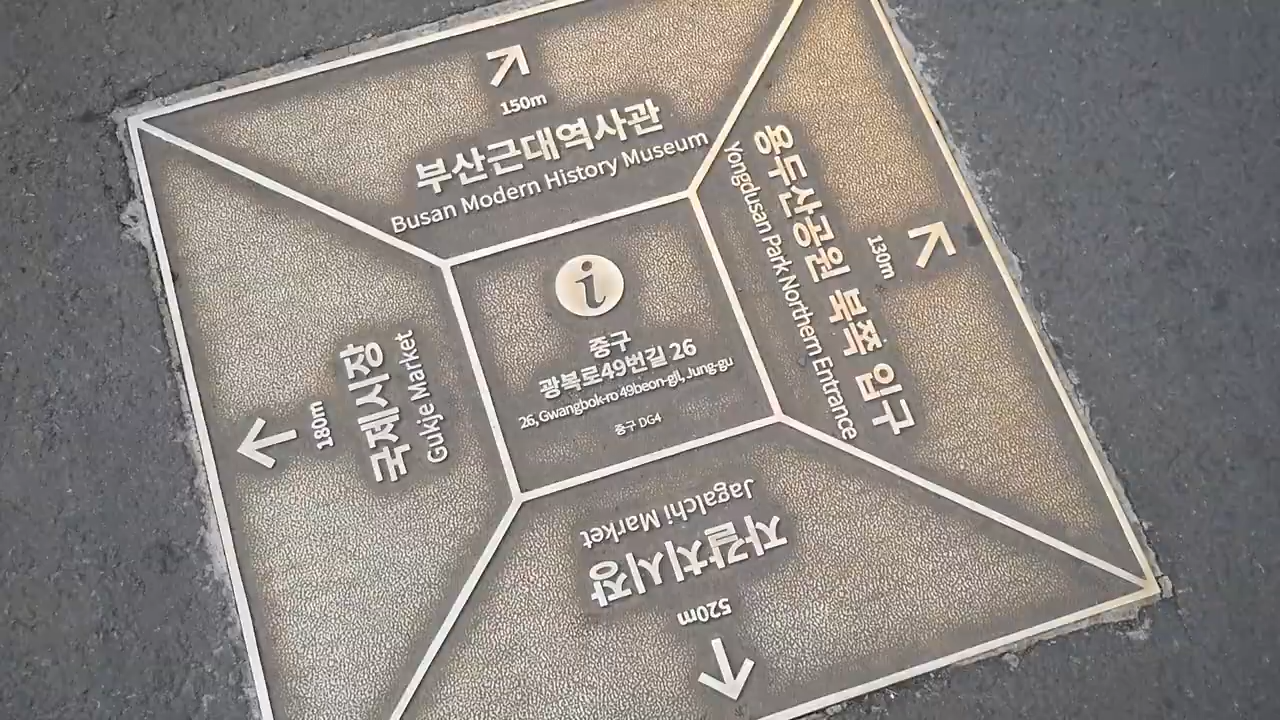 150m
부산근대역사관
Busan Modern History Museum
용두산공원 북쪽 입구
Yongdusan Park Northern Entrance
130m
i
중구
광복로49번길 26
26, Gwangbok-ro 49beon-gil, Jung-gu
중구 DG4
국제시장
Gukje Market
180m
자갈치시장
Jagalchi Market
520m